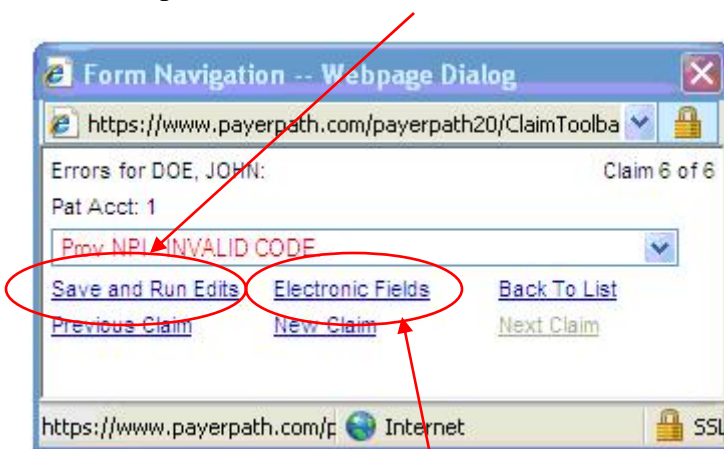 Form Navigation -- Webpage Dialog
https://www.payerpath.com/payerpath20/ClaimToolba
Errors for DOE, JOHN: Claim 6 of 6
Pat Acct: 1
Prov NPI INVALID CODE
Save and Run Edits Electronic Fields Back To List
Previous Claim New Claim Next Claim
https://www.payerpath.com/p Internet SSL